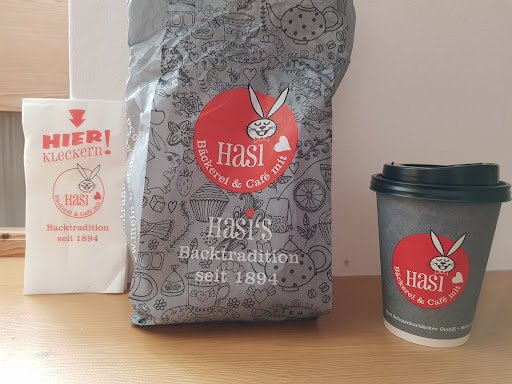 HIER!
Kleckern!
Hasi
Bäckerei & Café mit
Backtradition
seit 1894
Hasi
Bäckerei & Café mit
Hasi's
Backtradition
seit 1894
Hasi
Bäckerei & Café mit